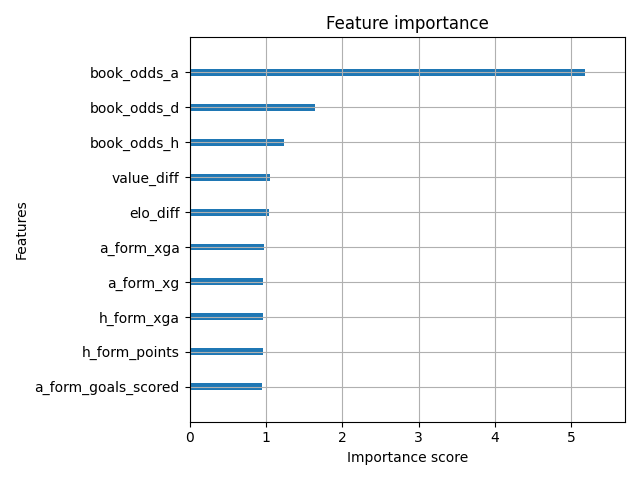 Feature importance
book_odds_a
book_odds_d
book_odds_h
value_diff
elo_diff
a_form_xga
a_form_xg
h_form_xga
h_form_points
a_form_goals_scored
Features
0 1 2 3 4 5
Importance score